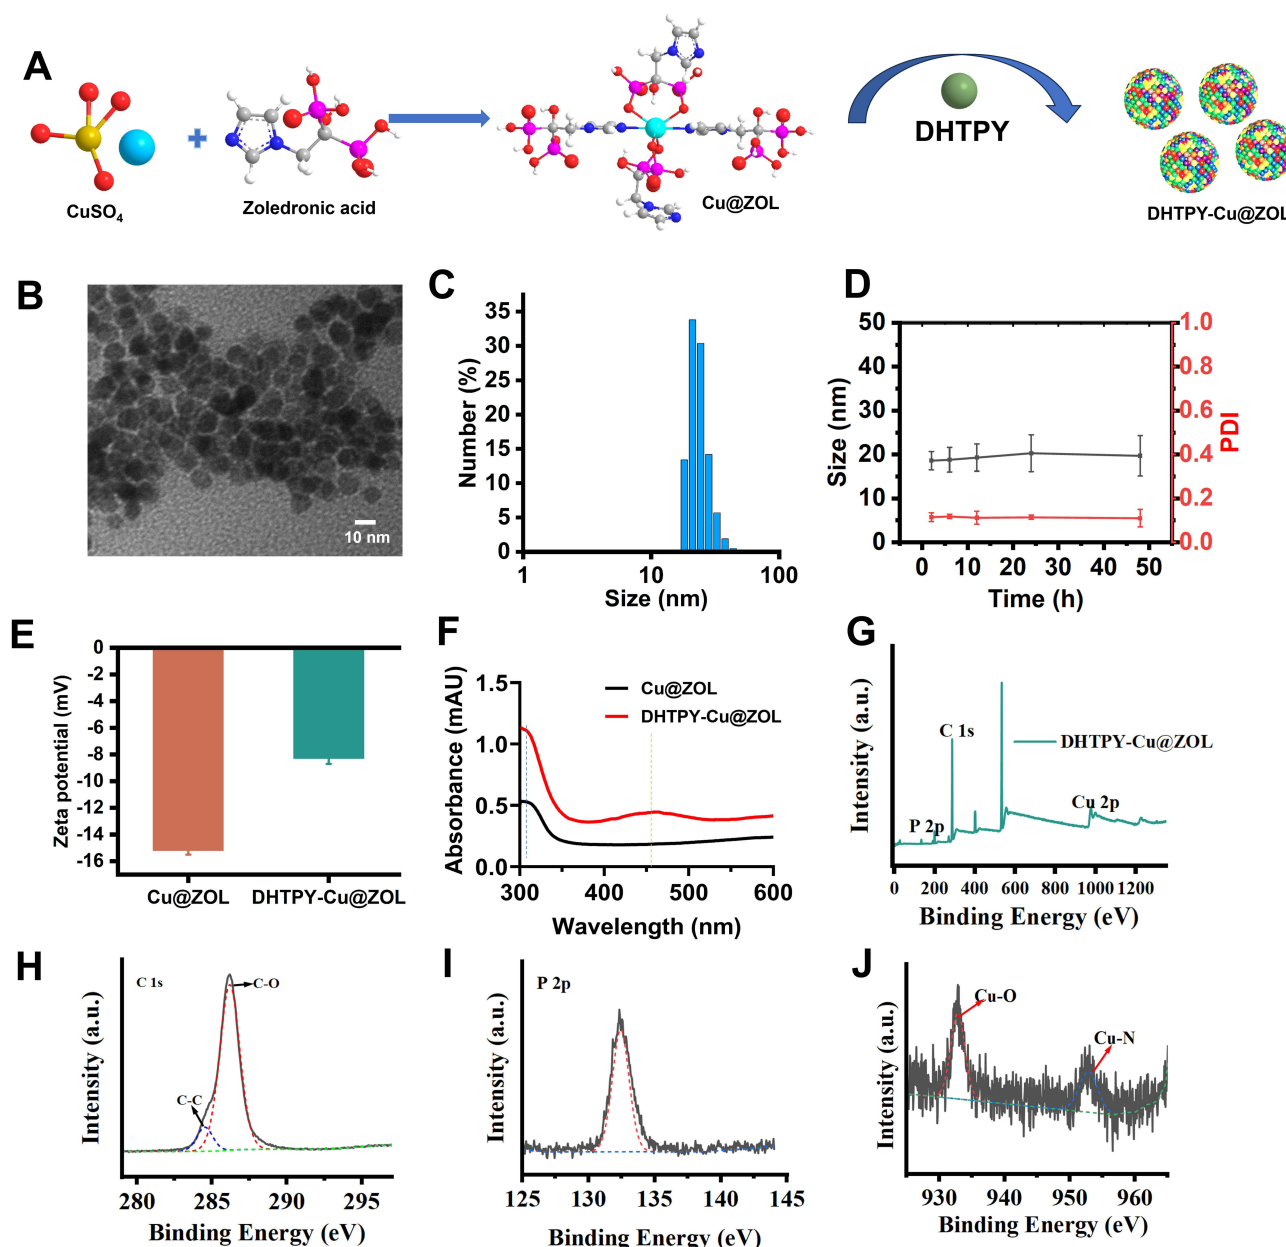 A
CuSO4
Zoledronic acid
Cu@ZOL
DHTPY
DHTPY-Cu@ZOL
B
10 nm
C
Number (%)
35
30
25
20
15
10
5
0
1
10
100
Size (nm)
D
Size (nm)
50
40
30
20
10
0
1.0
0.8
0.6
0.4
0.2
0.0
PDI
0
10
20
30
40
50
Time (h)
E
Zeta potential (mV)
0
-2
-4
-6
-8
-10
-12
-14
-16
Cu@ZOL
DHTPY-Cu@ZOL
F
Absorbance (mAU)
1.5
1.0
0.5
0.0
Cu@ZOL
DHTPY-Cu@ZOL
300
400
500
600
Wavelength (nm)
G
Intensity (a.u.)
C 1s
DHTPY-Cu@ZOL
P 2p
Cu 2p
0
200
400
600
800
1000
1200
Binding Energy (eV)
H
Intensity (a.u.)
C 1s
C-O
C-C
280
285
290
295
Binding Energy (eV)
I
Intensity (a.u.)
P 2p
125
130
135
140
145
Binding Energy (eV)
J
Intensity (a.u.)
Cu-O
Cu-N
930
940
950
960
Binding Energy (eV)